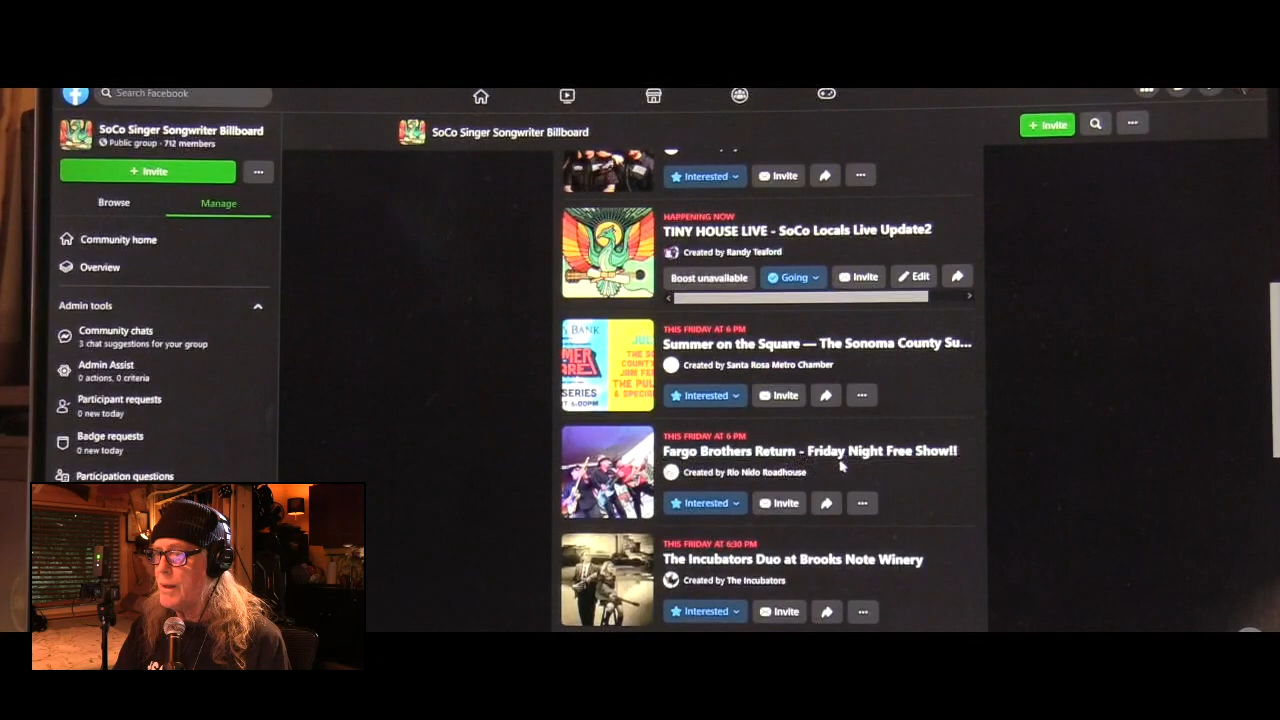 Search Facebook
SoCo Singer Songwriter Billboard
Public group · 712 members
+ Invite
Browse
Manage
Community home
Overview
Admin tools
Community chats
3 chat suggestions for your group
Admin Assist
0 actions, 0 criteria
Participant requests
0 new today
Badge requests
0 new today
Participation questions
SoCo Singer Songwriter Billboard
+ Invite
Interested
Invite
HAPPENING NOW
TINY HOUSE LIVE - SoCo Locals Live Update2
Created by Randy Teaford
Boost unavailable
Going
Invite
Edit
THIS FRIDAY AT 6 PM
Summer on the Square — The Sonoma County Su...
Created by Santa Rosa Metro Chamber
Interested
Invite
THIS FRIDAY AT 6 PM
Fargo Brothers Return - Friday Night Free Show!!
Created by Rio Nido Roadhouse
Interested
Invite
THIS FRIDAY AT 6:30 PM
The Incubators Duo at Brooks Note Winery
Created by The Incubators
Interested
Invite
BANK
SERIES